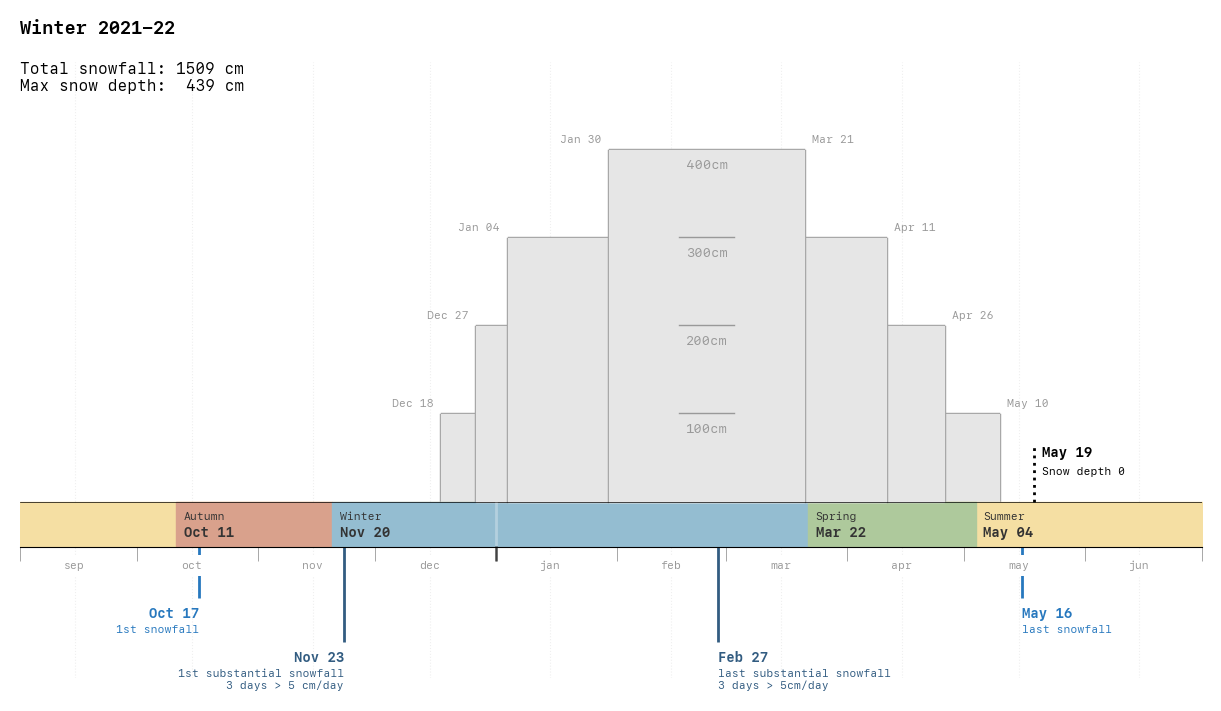 Winter 2021–22
Total snowfall: 1509 cm
Max snow depth:  439 cm
Jan 30
Mar 21
400cm
Jan 04
Apr 11
300cm
Dec 27
Apr 26
200cm
Dec 18
May 10
100cm
May 19
Snow depth 0
Autumn
Oct 11
Winter
Nov 20
Spring
Mar 22
Summer
May 04
sep oct nov dec jan feb mar apr may jun
Oct 17
1st snowfall
May 16
last snowfall
Nov 23
1st substantial snowfall
3 days > 5 cm/day
Feb 27
last substantial snowfall
3 days > 5cm/day